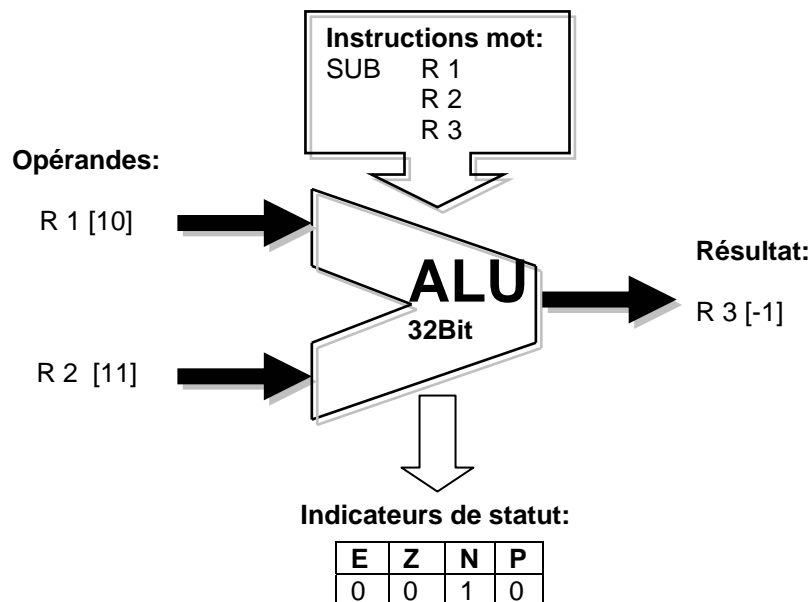 Instructions mot:
SUB R 1
R 2
R 3
Opérandes:
R 1 [10]
Résultat:
ALU
32Bit
R 3 [-1]
R 2 [11]
Indicateurs de statut:
E Z N P
0 0 1 0